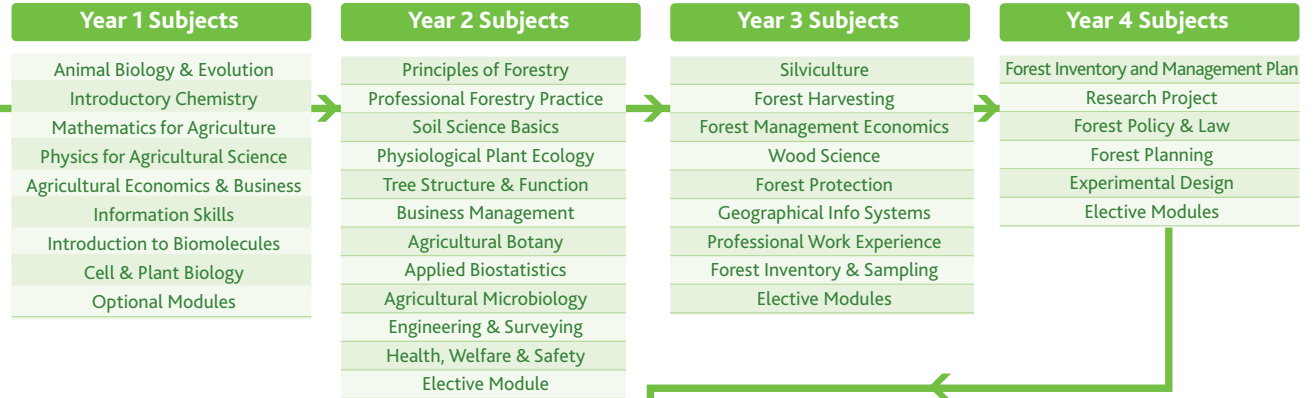 Year 1 Subjects
Animal Biology & Evolution
Introductory Chemistry
Mathematics for Agriculture
Physics for Agricultural Science
Agricultural Economics & Business
Information Skills
Introduction to Biomolecules
Cell & Plant Biology
Optional Modules
Year 2 Subjects
Principles of Forestry
Professional Forestry Practice
Soil Science Basics
Physiological Plant Ecology
Tree Structure & Function
Business Management
Agricultural Botany
Applied Biostatistics
Agricultural Microbiology
Engineering & Surveying
Health, Welfare & Safety
Elective Module
Year 3 Subjects
Silviculture
Forest Harvesting
Forest Management Economics
Wood Science
Forest Protection
Geographical Info Systems
Professional Work Experience
Forest Inventory & Sampling
Elective Modules
Year 4 Subjects
Forest Inventory and Management Plan
Research Project
Forest Policy & Law
Forest Planning
Experimental Design
Elective Modules